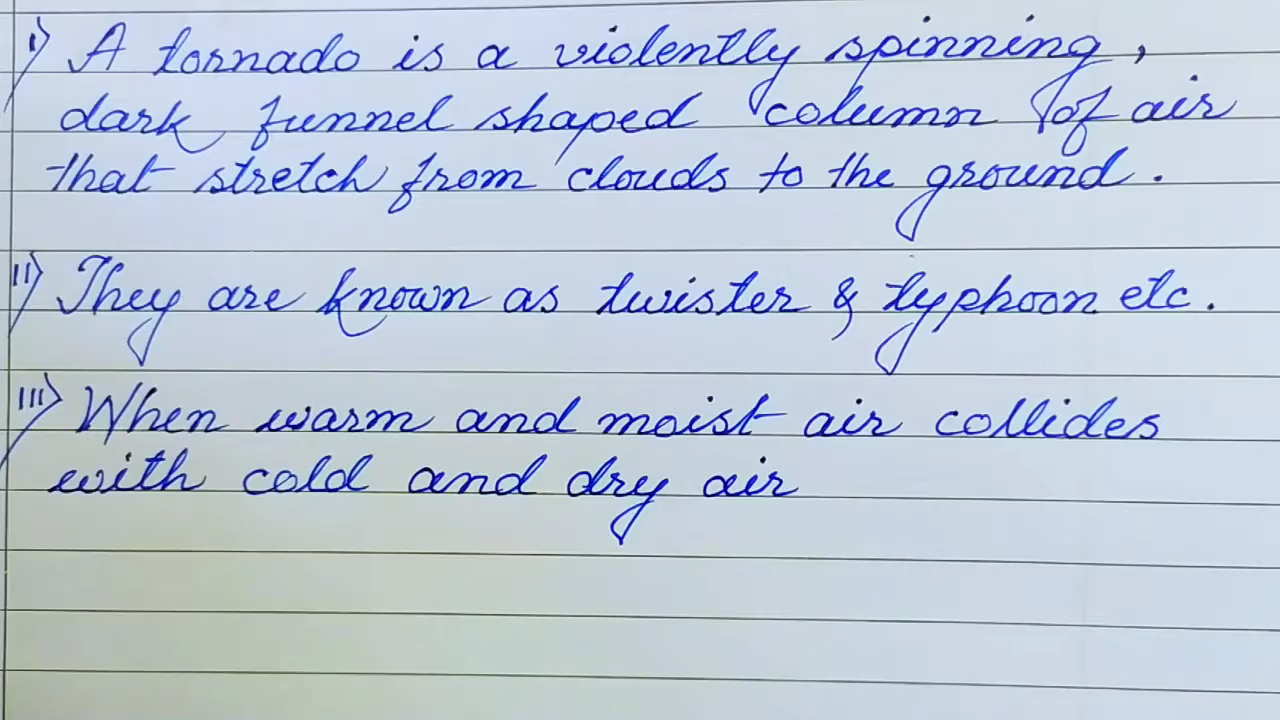 i) A tornado is a violently spinning,
dark funnel shaped column of air
that stretch from clouds to the ground.
ii) They are known as twister & typhoon etc.
iii) When warm and moist air collides
with cold and dry air